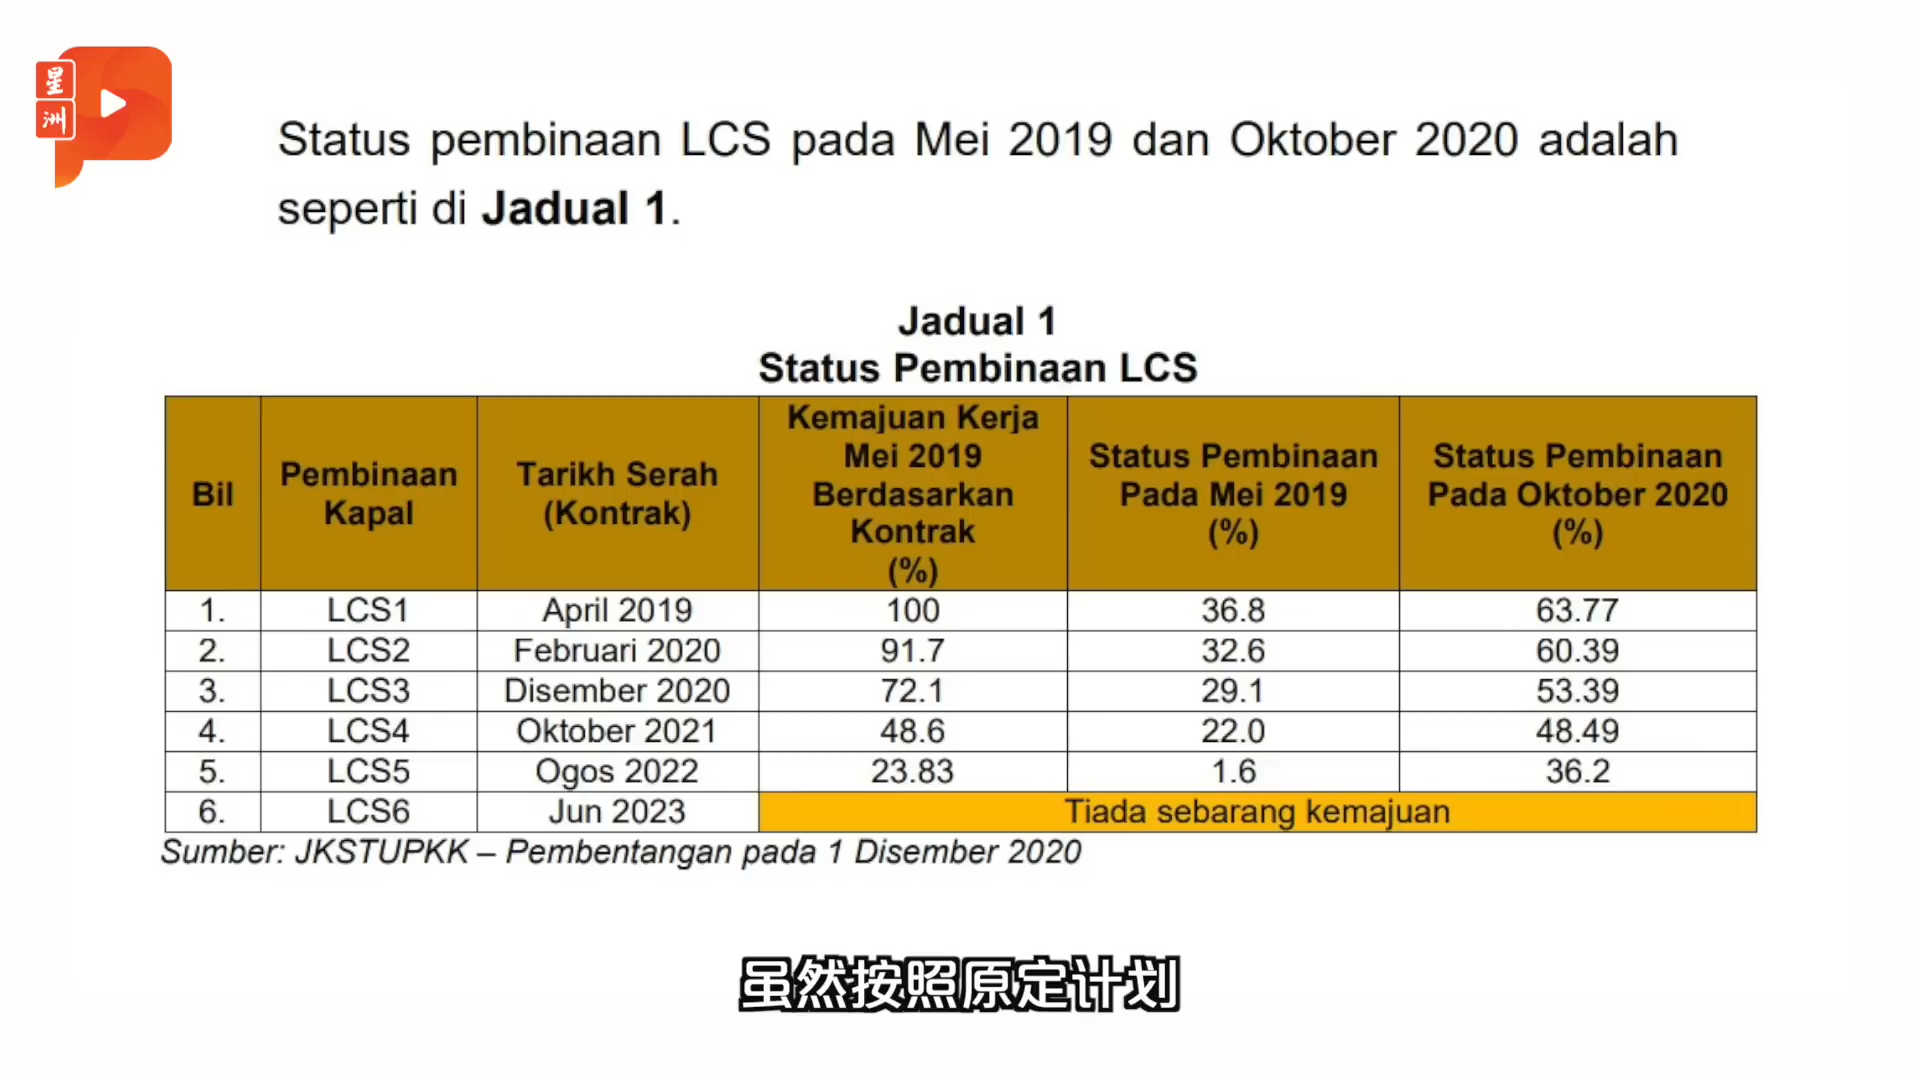 星
洲
Status pembinaan LCS pada Mei 2019 dan Oktober 2020 adalah
seperti di Jadual 1.
Jadual 1
Status Pembinaan LCS
Bil
Pembinaan
Kapal
Tarikh Serah
(Kontrak)
Kemajuan Kerja
Mei 2019
Berdasarkan
Kontrak
(%)
Status Pembinaan
Pada Mei 2019
(%)
Status Pembinaan
Pada Oktober 2020
(%)
1. LCS1 April 2019 100 36.8 63.77
2. LCS2 Februari 2020 91.7 32.6 60.39
3. LCS3 Disember 2020 72.1 29.1 53.39
4. LCS4 Oktober 2021 48.6 22.0 48.49
5. LCS5 Ogos 2022 23.83 1.6 36.2
6. LCS6 Jun 2023 Tiada sebarang kemajuan
Sumber: JKSTUPKK – Pembentangan pada 1 Disember 2020
虽然按照原定计划